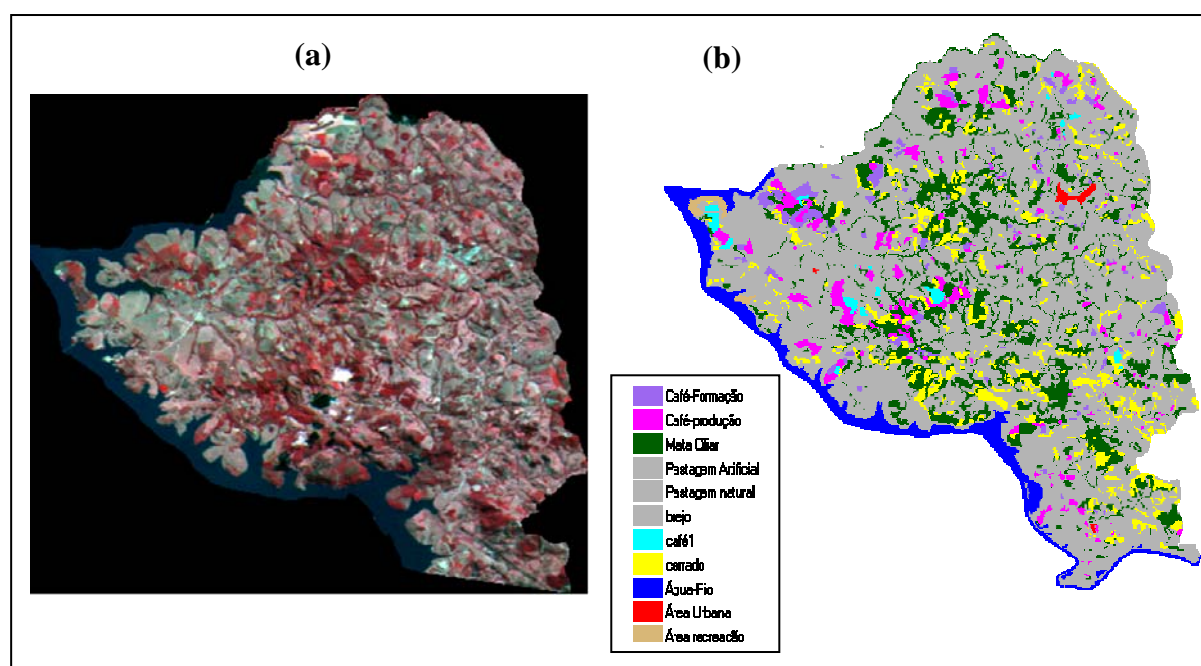 (a)
(b)
Café-Formação
Café-produção
Mata Ciliar
Pastagem Artificial
Pastagem natural
brejo
café1
cerrado
Água-Rio
Área Urbana
Área recreação